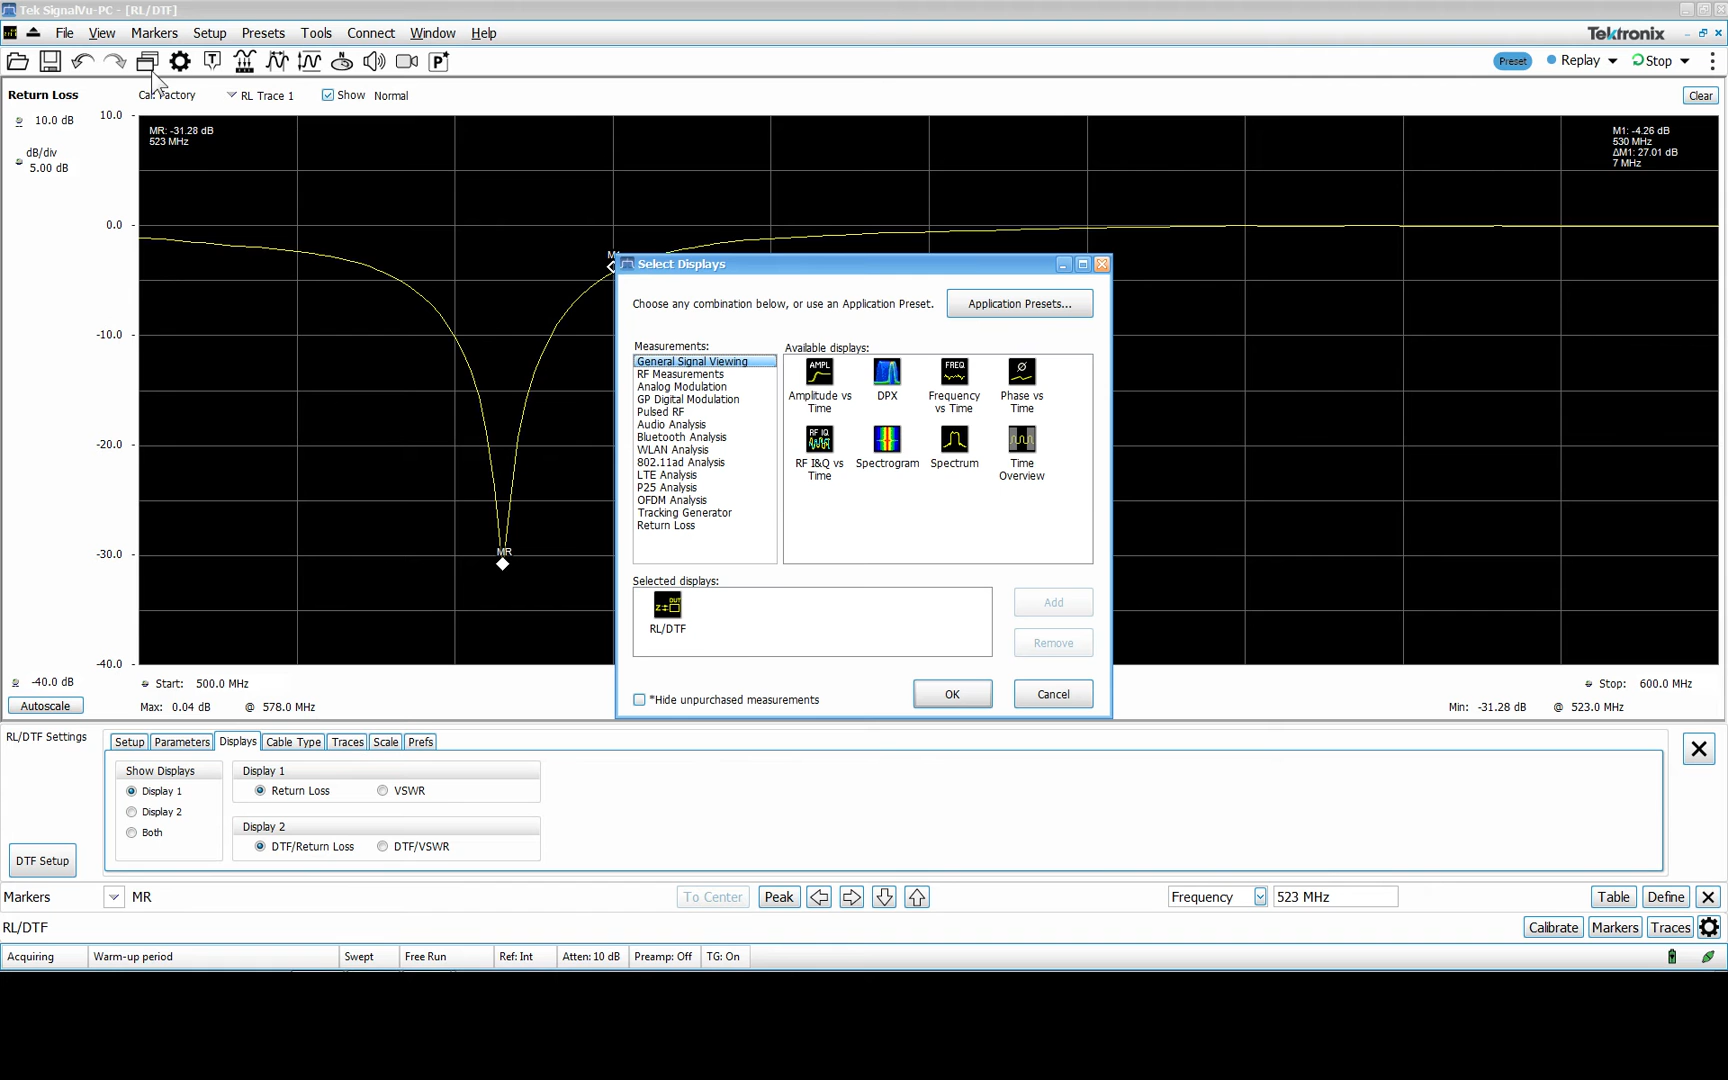 Tek SignalVu-PC - [RL/DTF]
File View Markers Setup Presets Tools Connect Window Help
Tektronix
Preset Replay Stop
Return Loss
Cal: Factory RL Trace 1 Show Normal Clear
10.0 dB
dB/div
5.00 dB
10.0
0.0
-10.0
-20.0
-30.0
-40.0
MR: -31.28 dB
523 MHz
M1: -4.26 dB
530 MHz
ΔM1: 27.01 dB
7 MHz
MR
-40.0 dB
Autoscale
Start: 500.0 MHz
Stop: 600.0 MHz
Max: 0.04 dB @ 578.0 MHz
Min: -31.28 dB @ 523.0 MHz
Select Displays
Choose any combination below, or use an Application Preset.
Application Presets...
Measurements:
General Signal Viewing
RF Measurements
Analog Modulation
GP Digital Modulation
Pulsed RF
Audio Analysis
Bluetooth Analysis
WLAN Analysis
802.11ad Analysis
LTE Analysis
P25 Analysis
OFDM Analysis
Tracking Generator
Return Loss
Available displays:
AMPL
Amplitude vs
Time
DPX
FREQ
Frequency
vs Time
Ø
Phase vs
Time
RF IQ
RF I&Q vs
Time
Spectrogram
Spectrum
Time
Overview
Selected displays:
OUT
RL/DTF
Add
Remove
*Hide unpurchased measurements
OK
Cancel
RL/DTF Settings
Setup Parameters Displays Cable Type Traces Scale Prefs
Show Displays
Display 1
Display 2
Both
Display 1
Return Loss VSWR
Display 2
DTF/Return Loss DTF/VSWR
DTF Setup
Markers MR To Center Peak Frequency 523 MHz Table Define
RL/DTF Calibrate Markers Traces
Acquiring Warm-up period Swept Free Run Ref: Int Atten: 10 dB Preamp: Off TG: On